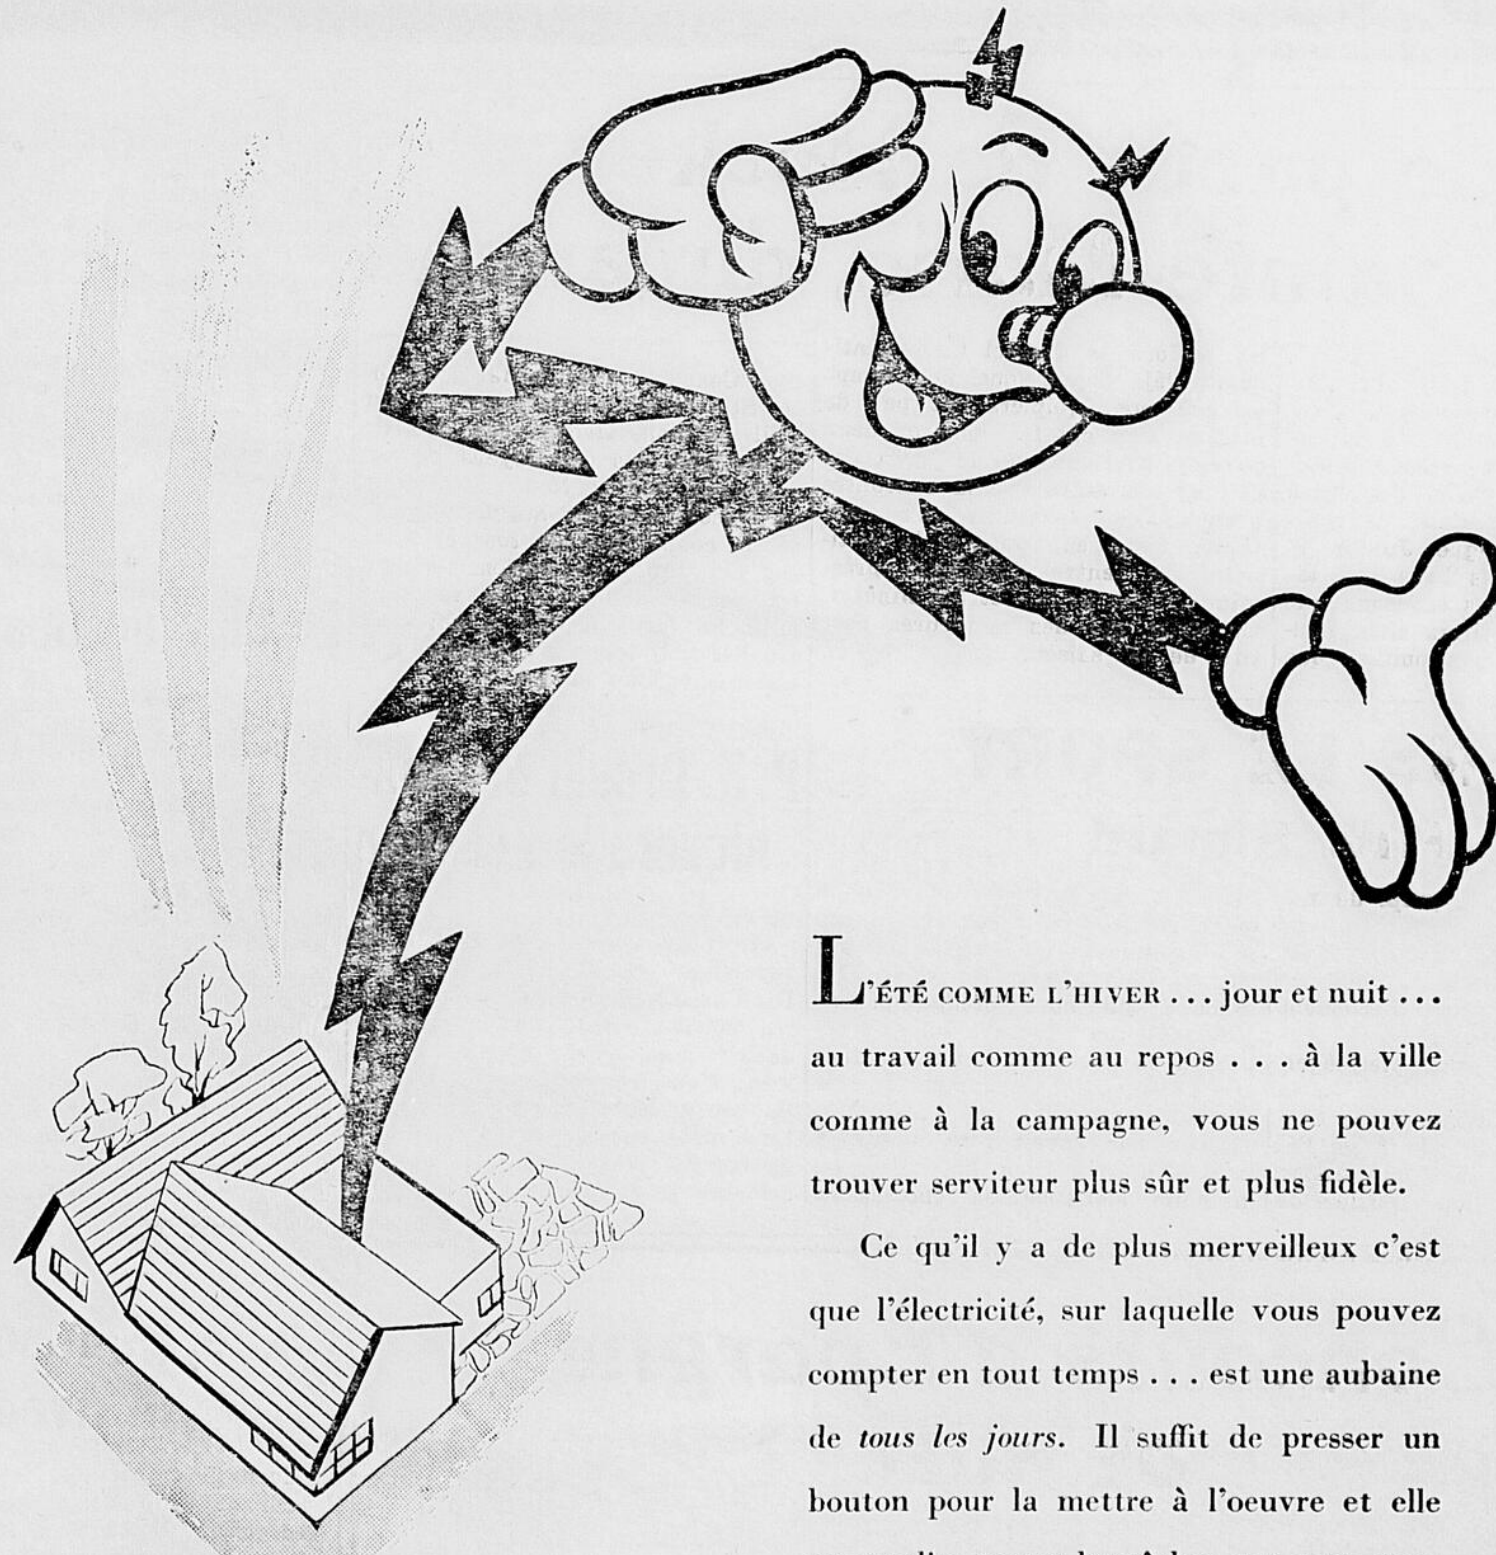 L'ÉTÉ COMME L'HIVER . . . jour et nuit . . .
au travail comme au repos . . . à la ville
comme à la campagne, vous ne pouvez
trouver serviteur plus sûr et plus fidèle.
Ce qu'il y a de plus merveilleux c'est
que l'électricité, sur laquelle vous pouvez
compter en tout temps . . . est une aubaine
de tous les jours. Il suffit de presser un
bouton pour la mettre à l'oeuvre et elle